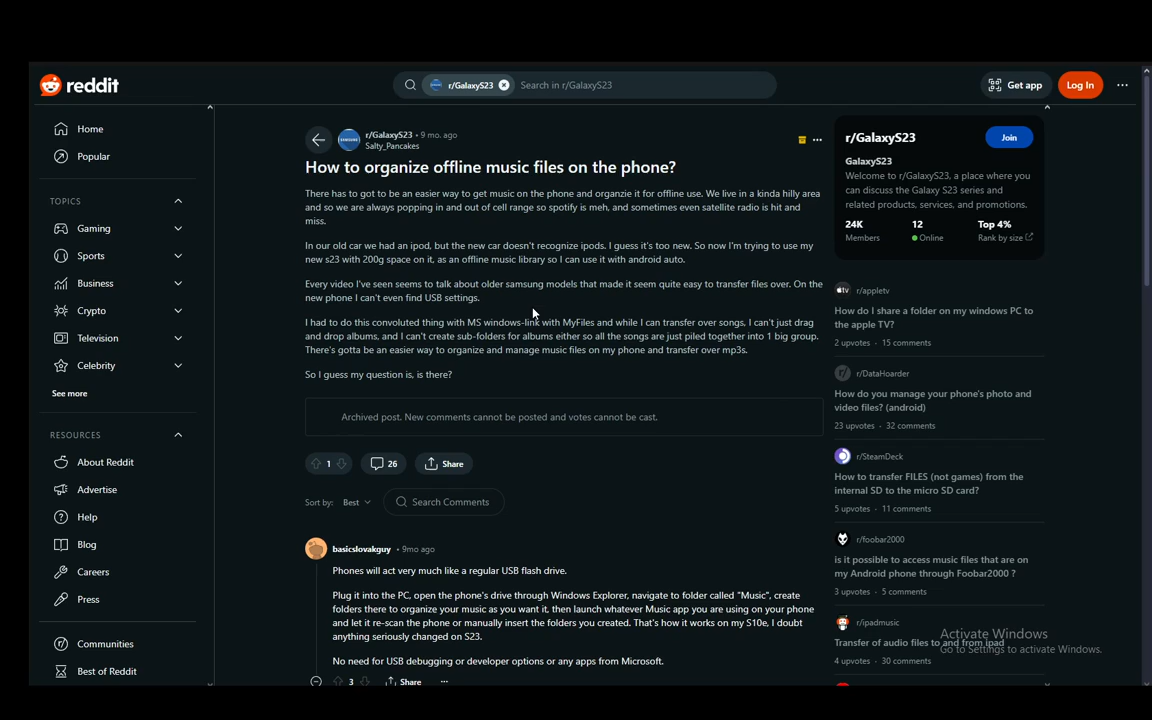 reddit
r/GalaxyS23
Search in r/GalaxyS23
Get app
Log In
Home
Popular
TOPICS
Gaming
Sports
Business
Crypto
Television
Celebrity
See more
RESOURCES
About Reddit
Advertise
Help
Blog
Careers
Press
Communities
Best of Reddit
r/GalaxyS23 • 9 mo. ago
Salty_Pancakes
How to organize offline music files on the phone?
There has to got to be an easier way to get music on the phone and organzie it for offline use. We live in a kinda hilly area
and so we are always popping in and out of cell range so spotify is meh, and sometimes even satellite radio is hit and
miss.
In our old car we had an ipod, but the new car doesn't recognize ipods. I guess it's too new. So now I'm trying to use my
new s23 with 200g space on it, as an offline music library so I can use it with android auto.
Every video I've seen seems to talk about older samsung models that made it seem quite easy to transfer files over. On the
new phone I can't even find USB settings.
I had to do this convoluted thing with MS windows-link with MyFiles and while I can transfer over songs, I can't just drag
and drop albums, and I can't create sub-folders for albums either so all the songs are just piled together into 1 big group.
There's gotta be an easier way to organize and manage music files on my phone and transfer over mp3s.
So I guess my question is, is there?
Archived post. New comments cannot be posted and votes cannot be cast.
1
26
Share
Sort by: Best
Search Comments
basicslovakguy • 9mo ago
Phones will act very much like a regular USB flash drive.
Plug it into the PC, open the phone's drive through Windows Explorer, navigate to folder called "Music", create
folders there to organize your music as you want it, then launch whatever Music app you are using on your phone
and let it re-scan the phone or manually insert the folders you created. That's how it works on my S10e, I doubt
anything seriously changed on S23.
No need for USB debugging or developer options or any apps from Microsoft.
3
Share
r/GalaxyS23
Join
GalaxyS23
Welcome to r/GalaxyS23, a place where you
can discuss the Galaxy S23 series and
related products, services, and promotions.
24K
12
Top 4%
Members
Online
Rank by size
tv
r/appletv
How do I share a folder on my windows PC to
the apple TV?
2 upvotes · 15 comments
r/DataHoarder
How do you manage your phone's photo and
video files? (android)
23 upvotes · 32 comments
r/SteamDeck
How to transfer FILES (not games) from the
internal SD to the micro SD card?
5 upvotes · 11 comments
r/foobar2000
is it possible to access music files that are on
my Android phone through Foobar2000 ?
3 upvotes · 5 comments
r/ipadmusic
Transfer of audio files to and from ipad
4 upvotes · 30 comments
Activate Windows
Go to Settings to activate Windows.